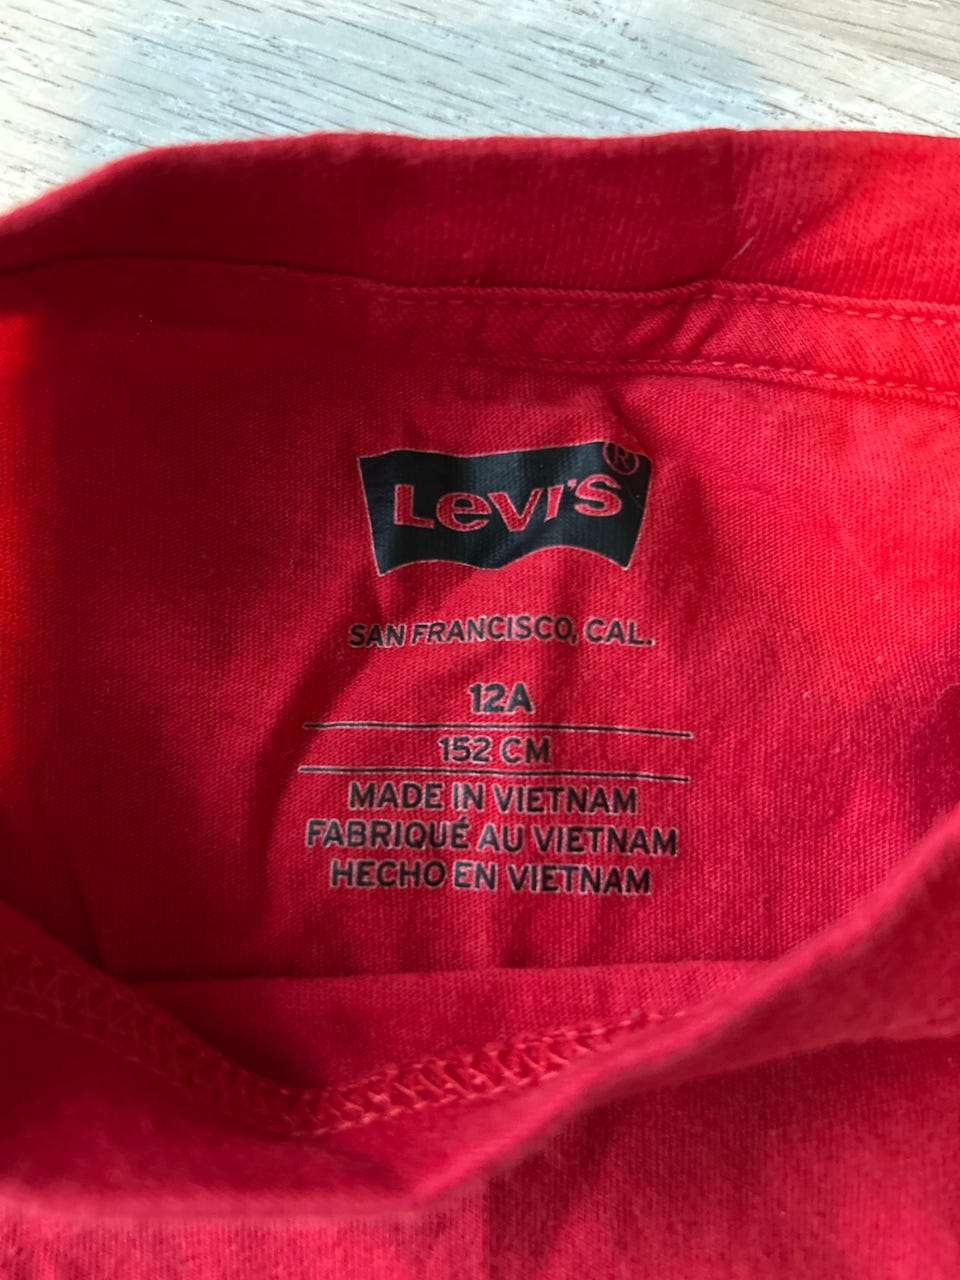 Levi's®
SAN FRANCISCO, CAL.
12A
152 CM
MADE IN VIETNAM
FABRIQUÉ AU VIETNAM
HECHO EN VIETNAM